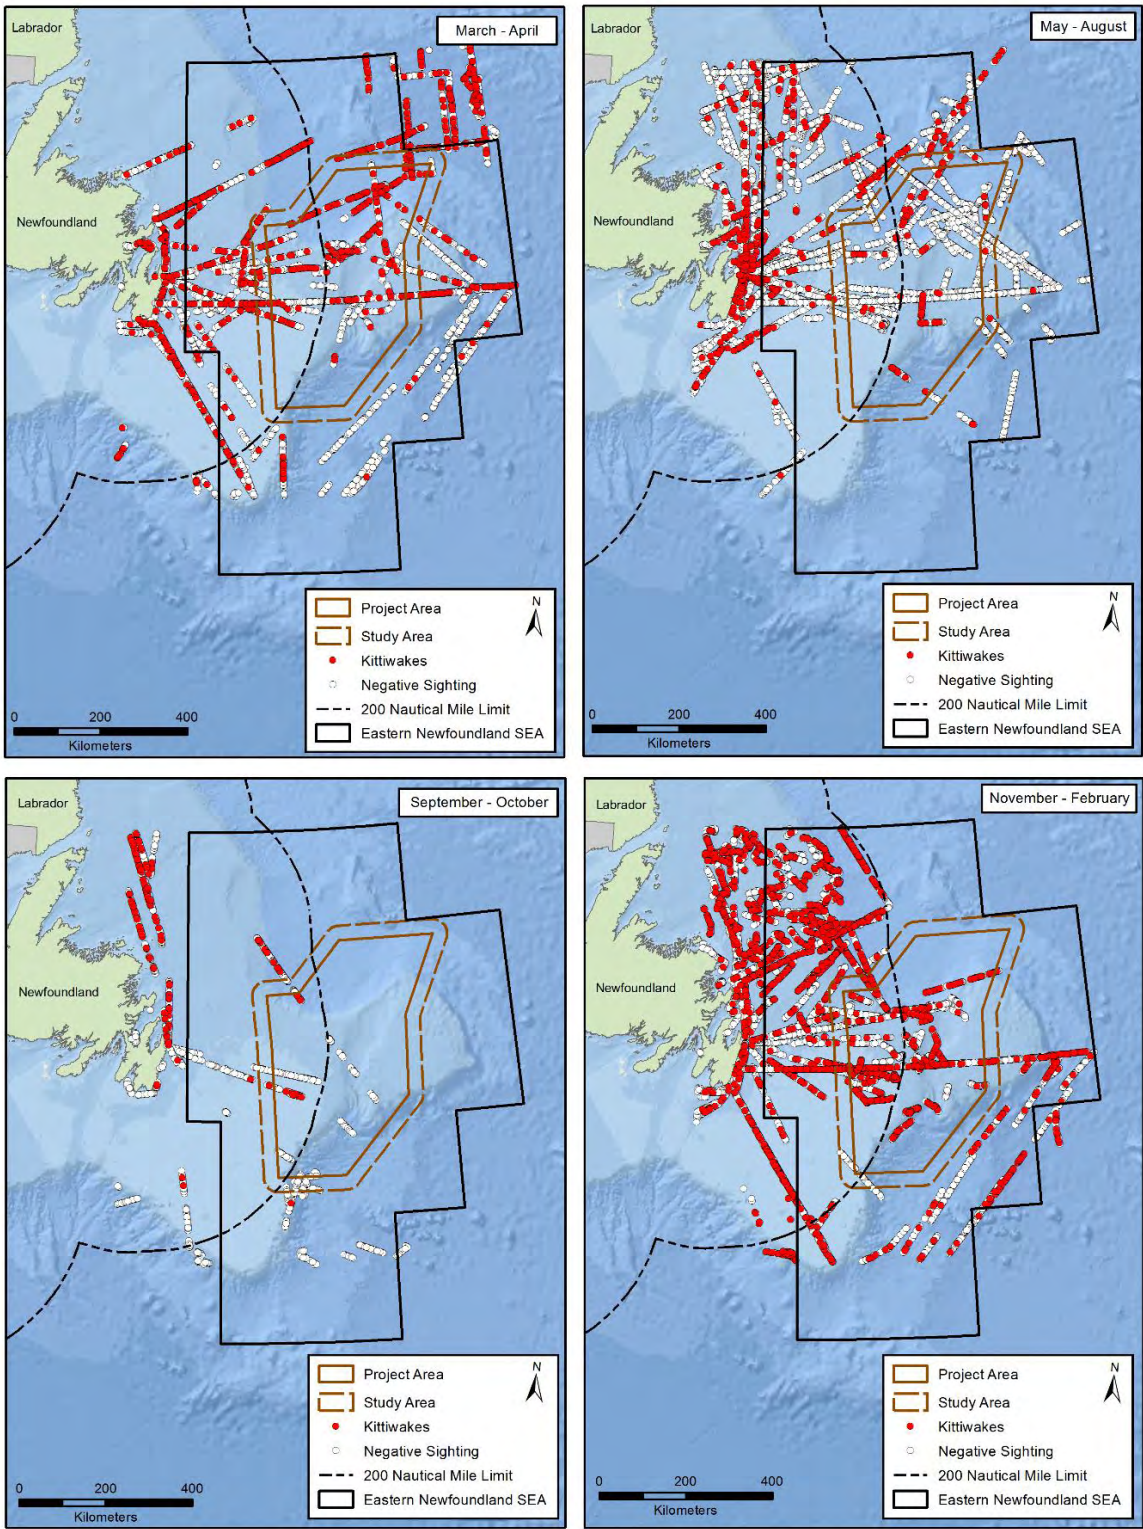 Labrador
March - April
Newfoundland
Project Area
N
Study Area
Kittiwakes
Negative Sighting
200 Nautical Mile Limit
Eastern Newfoundland SEA
0 200 400
Kilometers
Labrador
May - August
Newfoundland
Project Area
N
Study Area
Kittiwakes
Negative Sighting
200 Nautical Mile Limit
Eastern Newfoundland SEA
0 200 400
Kilometers
Labrador
September - October
Newfoundland
Project Area
N
Study Area
Kittiwakes
Negative Sighting
200 Nautical Mile Limit
Eastern Newfoundland SEA
0 200 400
Kilometers
Labrador
November - February
Newfoundland
Project Area
N
Study Area
Kittiwakes
Negative Sighting
200 Nautical Mile Limit
Eastern Newfoundland SEA
0 200 400
Kilometers